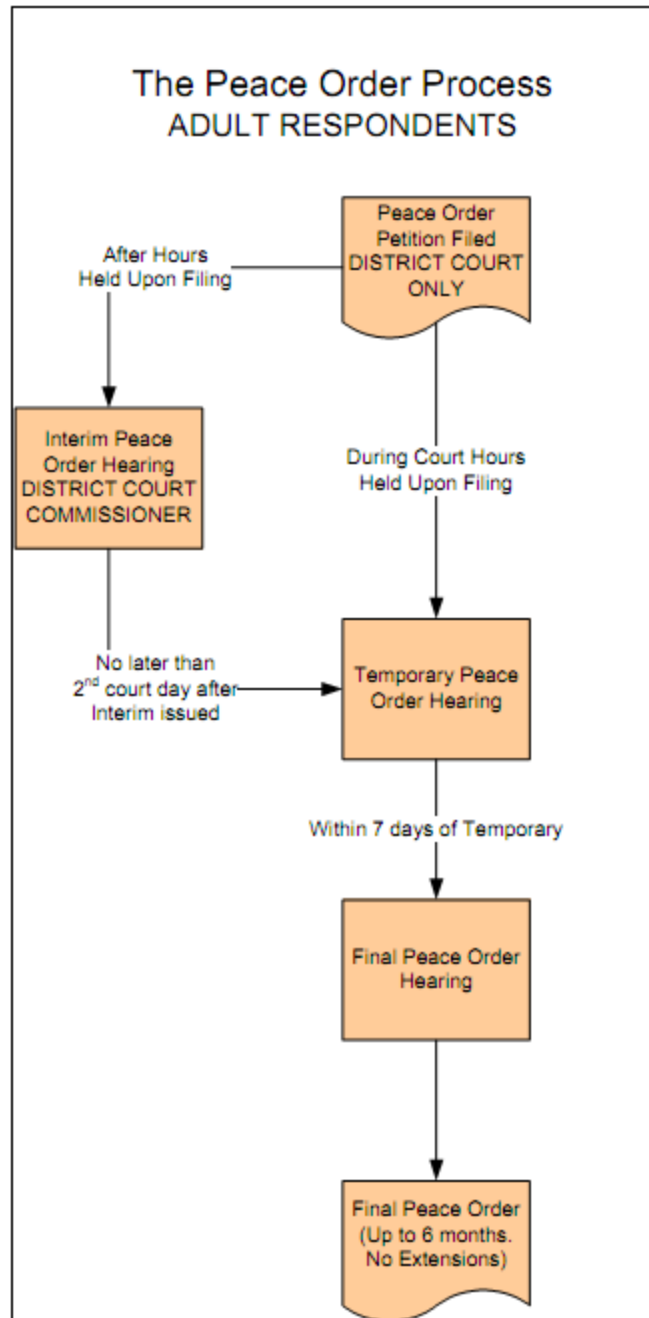 The Peace Order Process
ADULT RESPONDENTS
Peace Order
Petition Filed
DISTRICT COURT
ONLY
After Hours
Held Upon Filing
Interim Peace
Order Hearing
DISTRICT COURT
COMMISSIONER
During Court Hours
Held Upon Filing
No later than
2nd court day after
Interim issued
Temporary Peace
Order Hearing
Within 7 days of Temporary
Final Peace Order
Hearing
Final Peace Order
(Up to 6 months.
No Extensions)